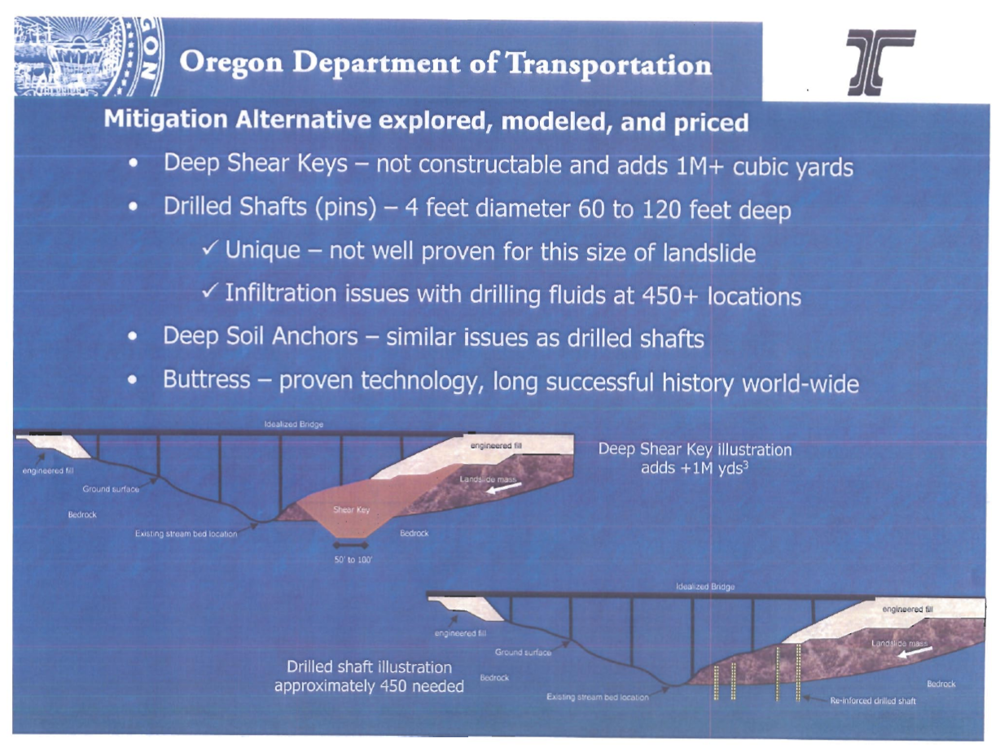 GON
Oregon Department of Transportation
Mitigation Alternative explored, modeled, and priced
• Deep Shear Keys – not constructable and adds 1M+ cubic yards
• Drilled Shafts (pins) – 4 feet diameter 60 to 120 feet deep
✓ Unique – not well proven for this size of landslide
✓ Infiltration issues with drilling fluids at 450+ locations
• Deep Soil Anchors – similar issues as drilled shafts
• Buttress – proven technology, long successful history world-wide
Idealized Bridge
engineered fill
engineered fill
Ground surface
Landslide mass
Bedrock
Shear Key
Existing stream bed location
Bedrock
50' to 100'
Deep Shear Key illustration
adds +1M yds³
Idealized Bridge
engineered fill
engineered fill
Ground surface
Landslide mass
Drilled shaft illustration
approximately 450 needed
Bedrock
Bedrock
Existing stream bed location
Re-inforced drilled shaft